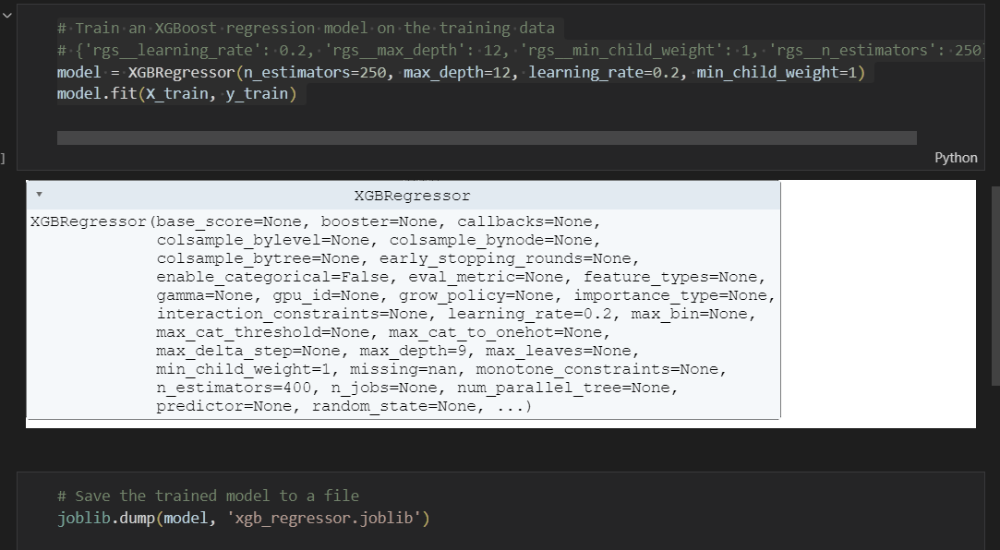 # Train an XGBoost regression model on the training data
# {'rgs__learning_rate': 0.2, 'rgs__max_depth': 12, 'rgs__min_child_weight': 1, 'rgs__n_estimators': 250}
model = XGBRegressor(n_estimators=250, max_depth=12, learning_rate=0.2, min_child_weight=1)
model.fit(X_train, y_train)
]
Python
XGBRegressor
XGBRegressor(base_score=None, booster=None, callbacks=None,
colsample_bylevel=None, colsample_bynode=None,
colsample_bytree=None, early_stopping_rounds=None,
enable_categorical=False, eval_metric=None, feature_types=None,
gamma=None, gpu_id=None, grow_policy=None, importance_type=None,
interaction_constraints=None, learning_rate=0.2, max_bin=None,
max_cat_threshold=None, max_cat_to_onehot=None,
max_delta_step=None, max_depth=9, max_leaves=None,
min_child_weight=1, missing=nan, monotone_constraints=None,
n_estimators=400, n_jobs=None, num_parallel_tree=None,
predictor=None, random_state=None, ...)
# Save the trained model to a file
joblib.dump(model, 'xgb_regressor.joblib')